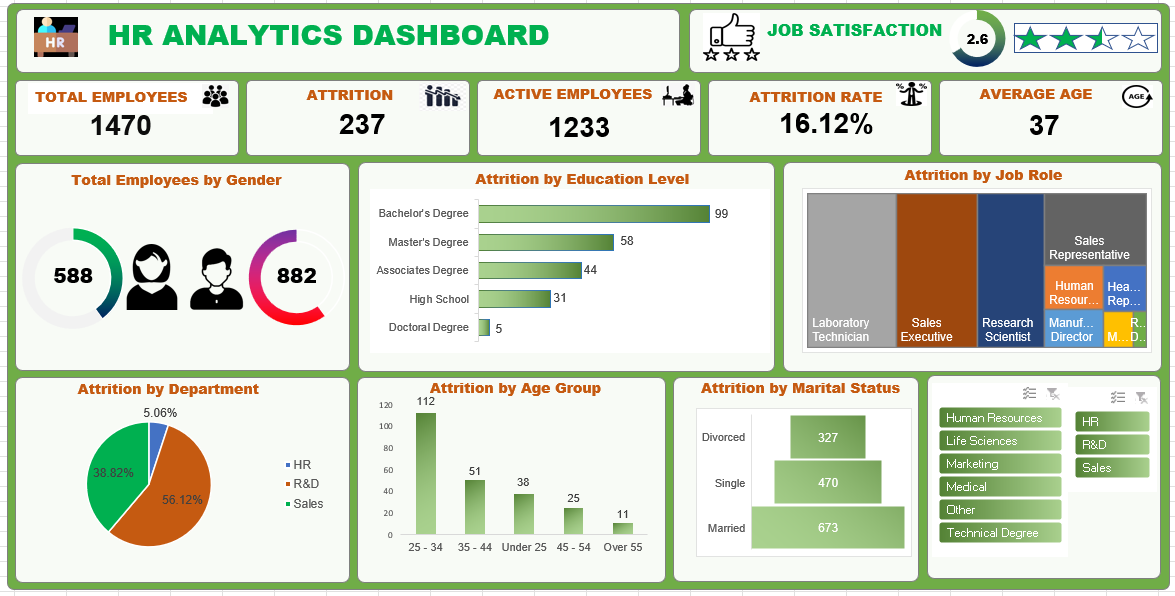 HR
HR ANALYTICS DASHBOARD
JOB SATISFACTION
2.6
TOTAL EMPLOYEES
1470
ATTRITION
237
ACTIVE EMPLOYEES
1233
ATTRITION RATE
% %
16.12%
AVERAGE AGE
AGE
37
Total Employees by Gender
588
882
Attrition by Education Level
Bachelor's Degree 99
Master's Degree 58
Associates Degree 44
High School 31
Doctoral Degree 5
Attrition by Job Role
Laboratory
Technician
Sales
Executive
Research
Scientist
Sales
Representative
Human
Resour...
Hea...
Rep...
Manuf...
Director
M...
R...
D...
Attrition by Department
5.06%
38.82%
56.12%
HR
R&D
Sales
Attrition by Age Group
120
100
80
60
40
20
0
112
51
38
25
11
25 - 34
35 - 44
Under 25
45 - 54
Over 55
Attrition by Marital Status
Divorced 327
Single 470
Married 673
Human Resources
Life Sciences
Marketing
Medical
Other
Technical Degree
HR
R&D
Sales